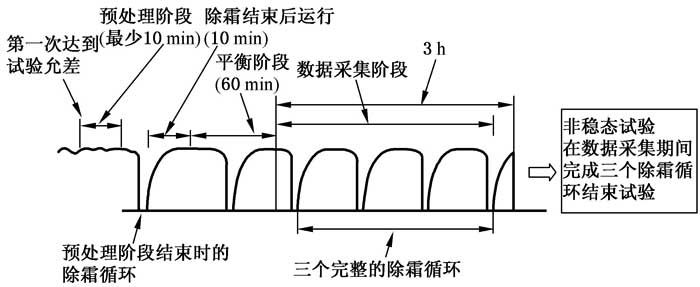 第一次达到
试验允差
预处理阶段
(最少10 min)
除霜结束后运行
(10 min)
平衡阶段
(60 min)
数据采集阶段
3 h
非稳态试验
在数据采集期间
完成三个除霜循
环结束试验
预处理阶段结束时的
除霜循环
三个完整的除霜循环